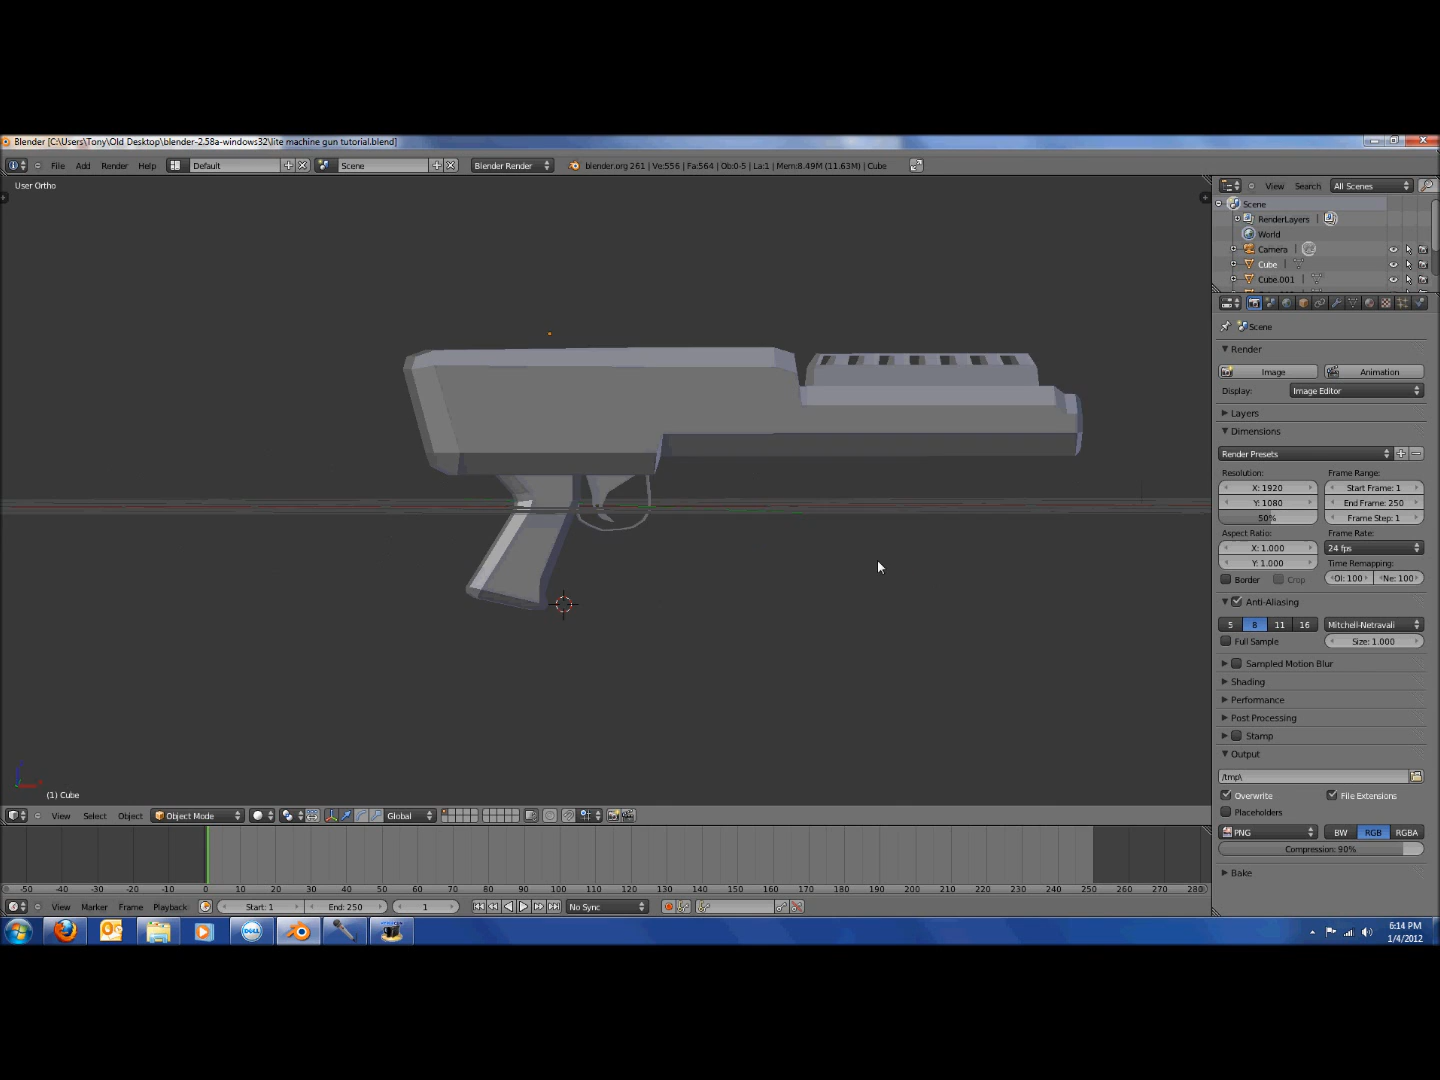 Blender [C:\Users\Tony\Old Desktop\blender-2.58a-windows32\lite machine gun tutorial.blend]
File Add Render Help Default Scene Blender Render blender.org 261 | Ve:556 | Fa:564 | Ob:0-5 | La:1 | Mem:8.49M (11.63M) | Cube
User Ortho
View Search All Scenes
Scene
RenderLayers
World
Camera
Cube
Cube.001
Scene
Render
Image Animation
Display: Image Editor
Layers
Dimensions
Render Presets
Resolution: Frame Range:
X: 1920 Start Frame: 1
Y: 1080 End Frame: 250
50% Frame Step: 1
Aspect Ratio: Frame Rate:
X: 1.000 24 fps
Y: 1.000 Time Remapping:
Border Crop Ol: 100 Ne: 100
Anti-Aliasing
5 8 11 16 Mitchell-Netravali
Full Sample Size: 1.000
Sampled Motion Blur
Shading
Performance
Post Processing
Stamp
Output
/tmp\
Overwrite File Extensions
Placeholders
PNG BW RGB RGBA
Compression: 90%
Bake
(1) Cube
View Select Object Object Mode Global
-50 -40 -30 -20 -10 0 10 20 30 40 50 60 70 80 90 100 110 120 130 140 150 160 170 180 190 200 210 220 230 240 250 260 270 280
View Marker Frame Playback Start: 1 End: 250 1 No Sync
DELL
6:14 PM
1/4/2012